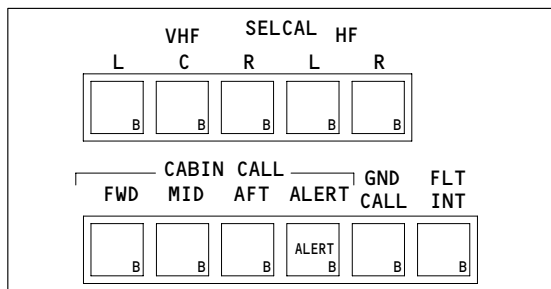 SELCAL
VHF HF
L C R L R
B B B B B
CABIN CALL
GND FLT
FWD MID AFT ALERT CALL INT
ALERT
B B B B B B